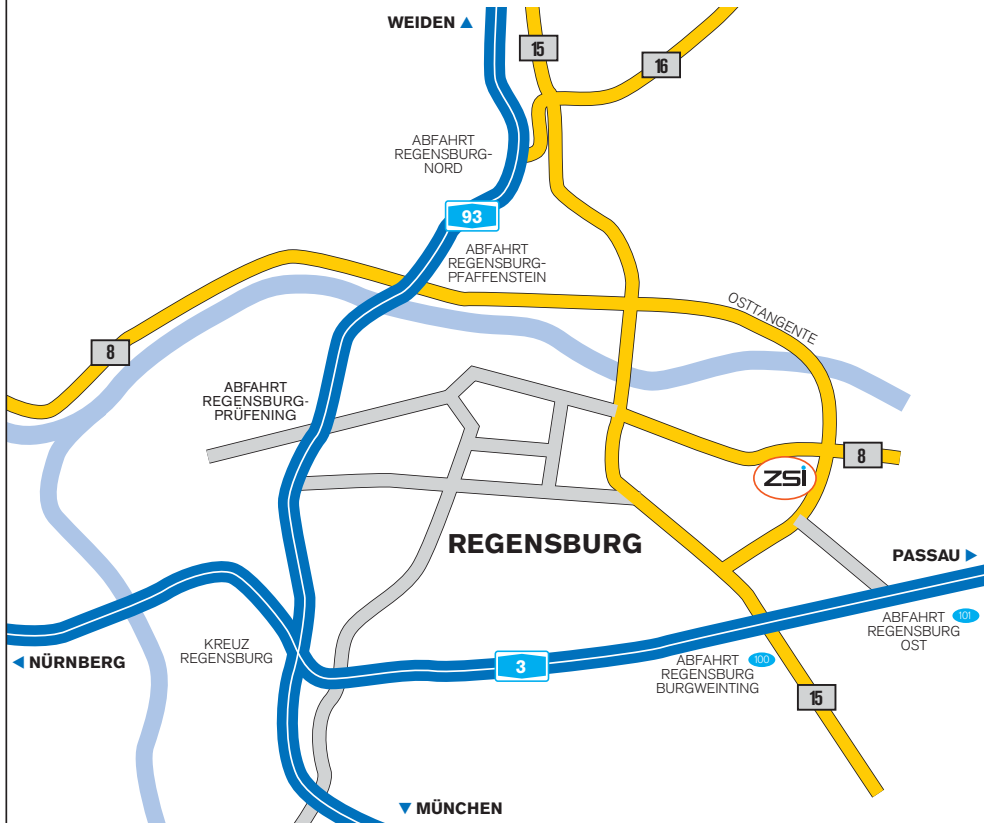 WEIDEN ▲
15
16
ABFAHRT
REGENSBURG-
NORD
93
ABFAHRT
REGENSBURG-
PFAFFENSTEIN
OSTTANGENTE
8
ABFAHRT
REGENSBURG-
PRÜFENING
8
ZSi
REGENSBURG
PASSAU ▶
ABFAHRT 101
REGENSBURG
OST
KREUZ
REGENSBURG
◀ NÜRNBERG
3
ABFAHRT 100
REGENSBURG
BURGWEINTING
15
▼ MÜNCHEN